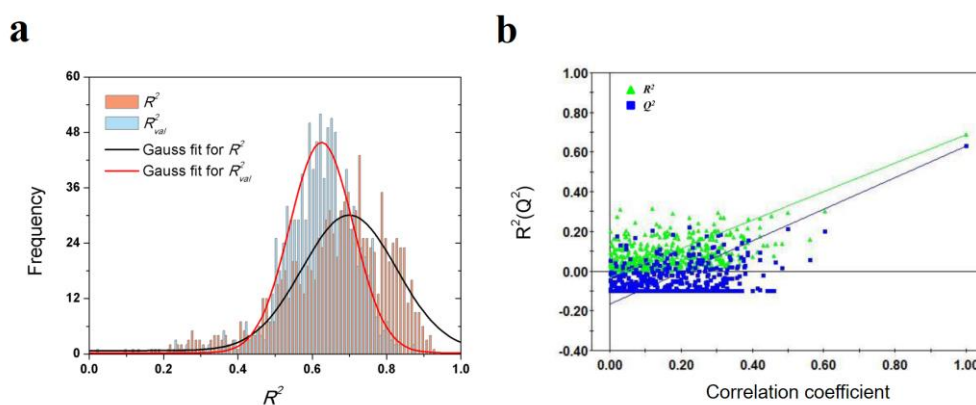 a
60
48
36
24
12
0
Frequency
R²
R²val
Gauss fit for R²
Gauss fit for R²val
0.0 0.2 0.4 0.6 0.8 1.0
R²
b
1.00
0.80
0.60
0.40
0.20
0.00
-0.20
-0.40
R²(Q²)
R²
Q²
0.00 0.20 0.40 0.60 0.80 1.00
Correlation coefficient